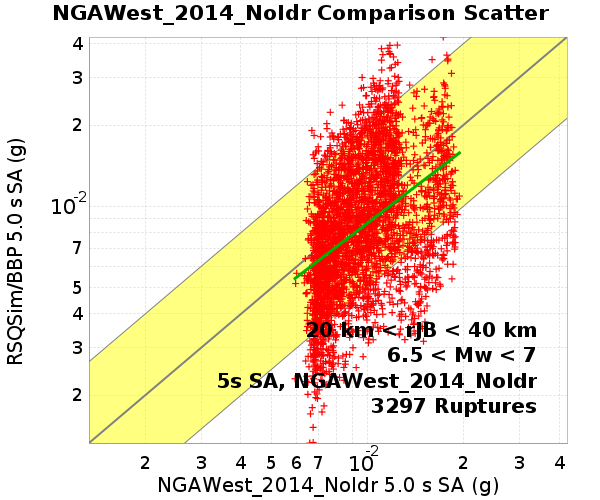 NGAWest_2014_NoIdr Comparison Scatter
4
3
2
10-2
7
5
4
3
2
RSQSim/BBP 5.0 s SA (g)
20 km < rJB < 40 km
6.5 < Mw < 7
5s SA, NGAWest_2014_NoIdr
3297 Ruptures
2 3 4 5 6 7 10-2 2 3 4
NGAWest_2014_NoIdr 5.0 s SA (g)